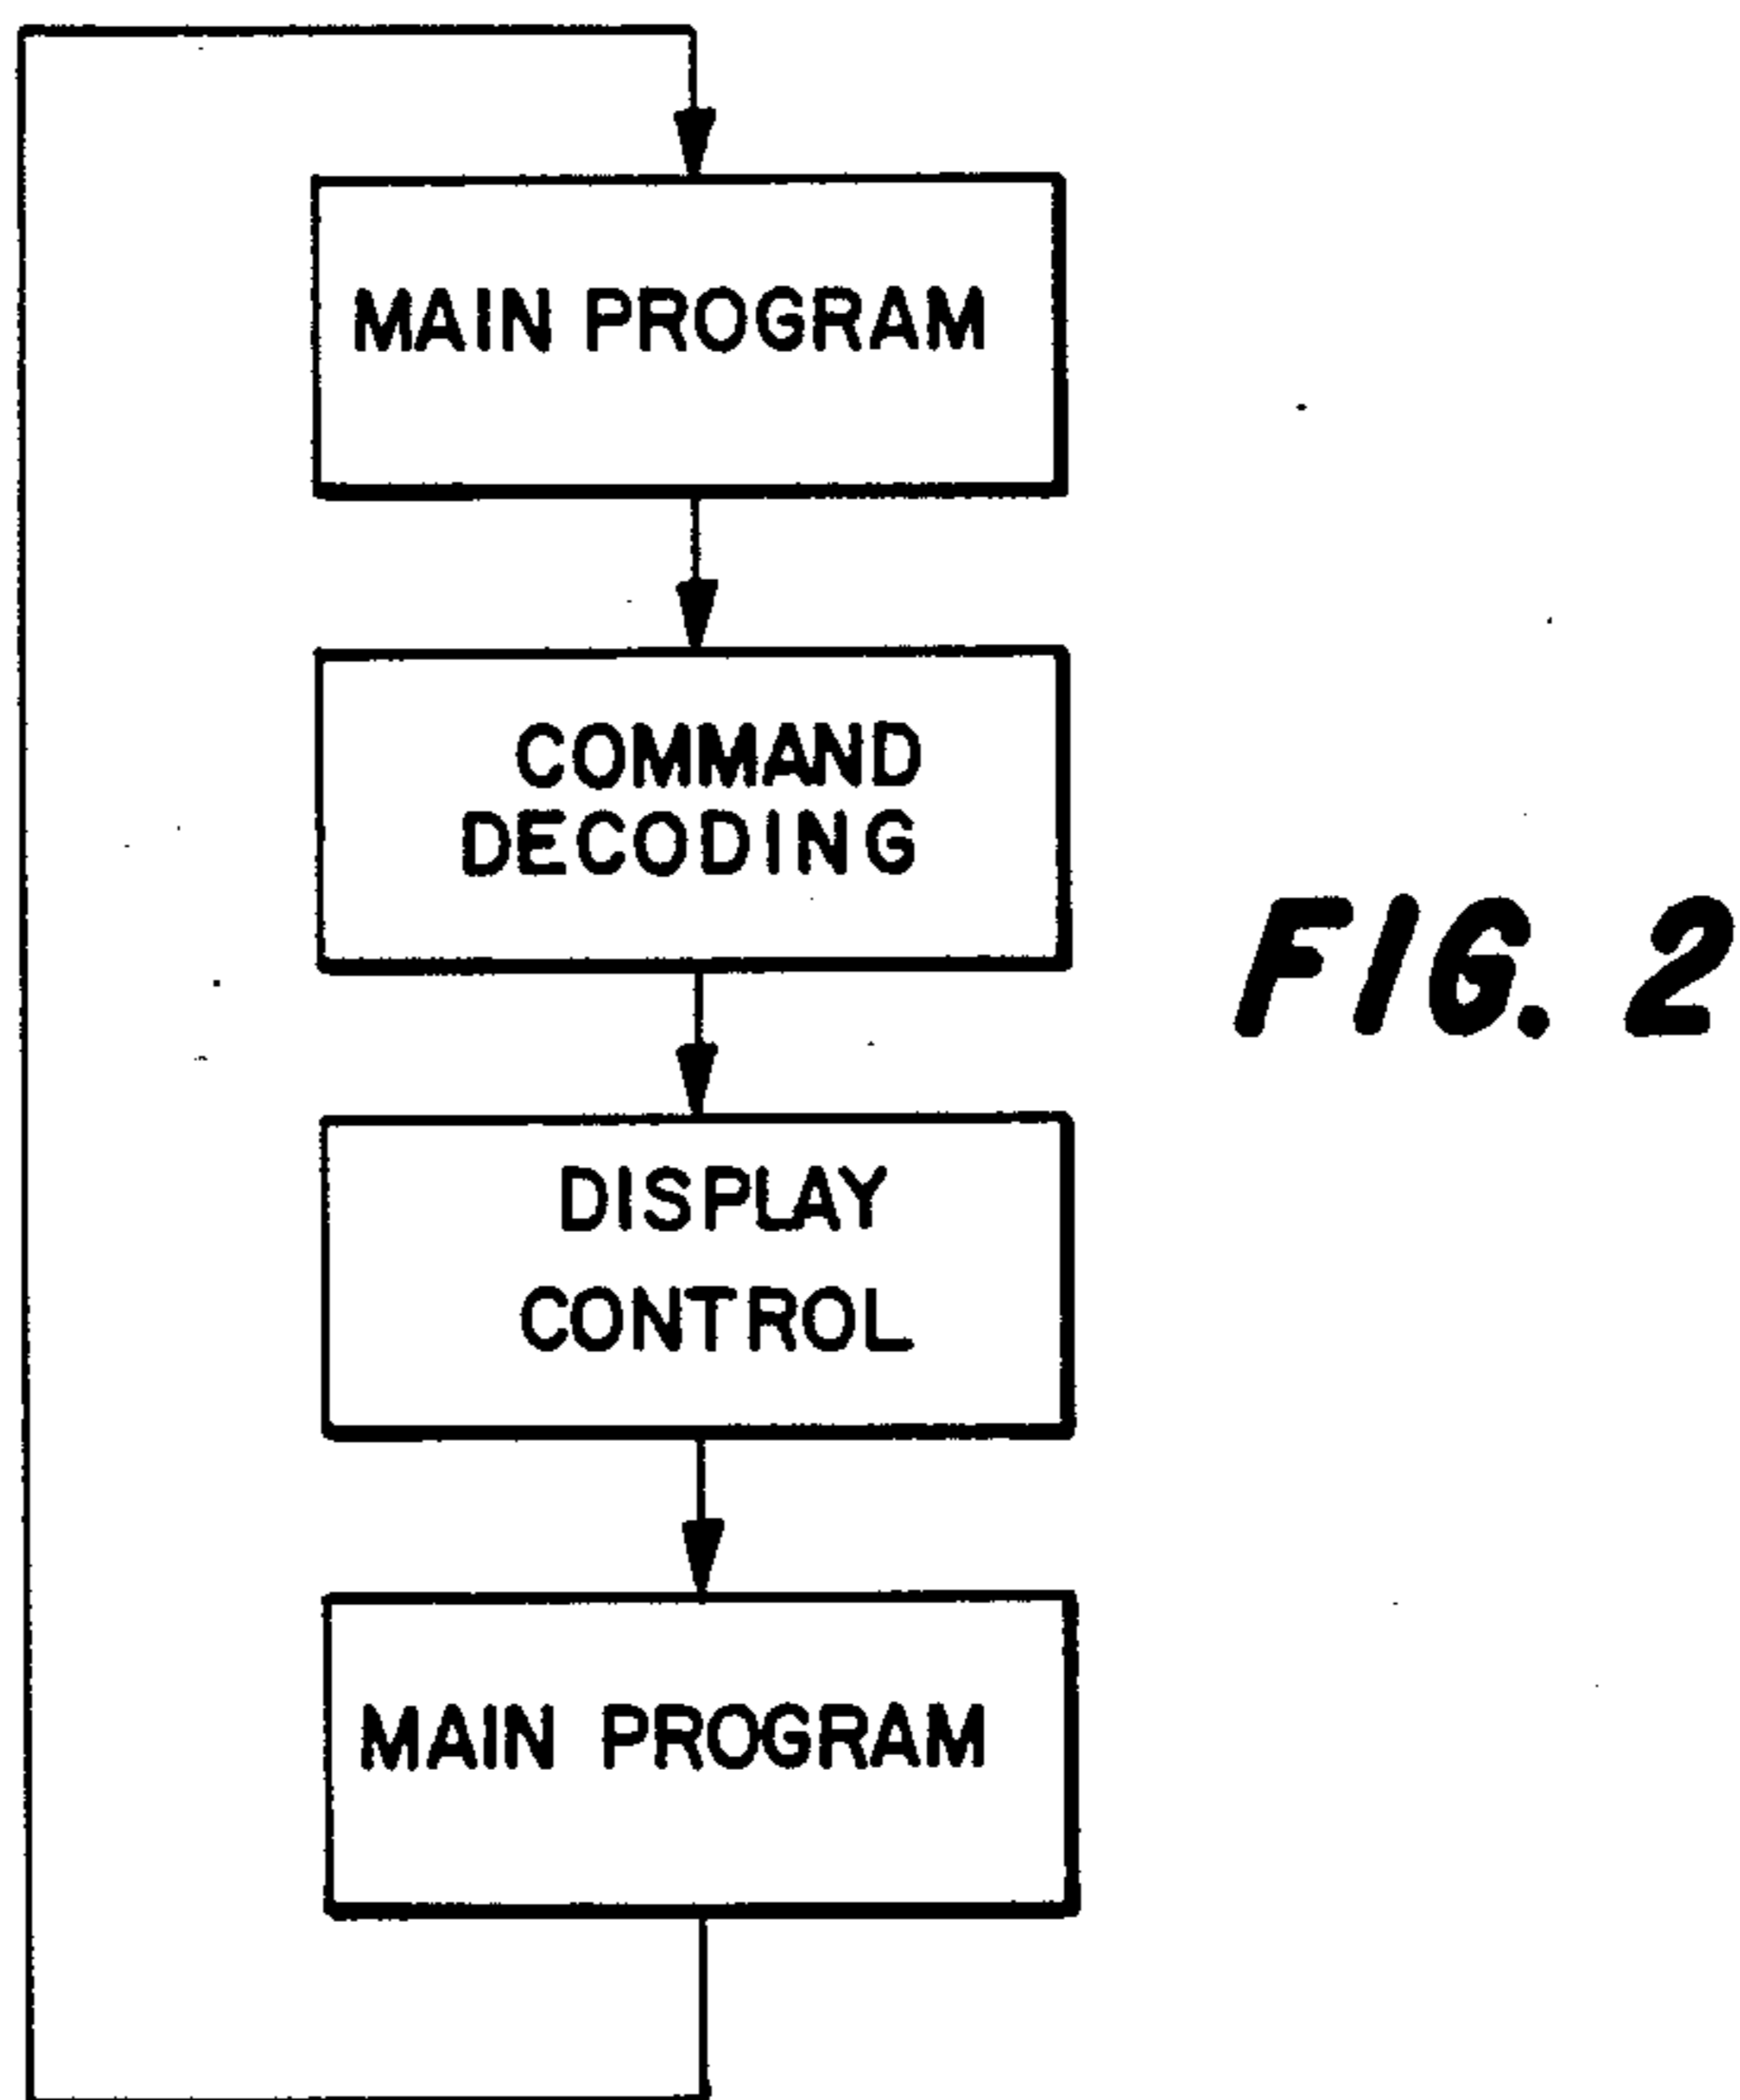 MAIN PROGRAM
COMMAND
DECODING
DISPLAY
CONTROL
MAIN PROGRAM
FIG. 2